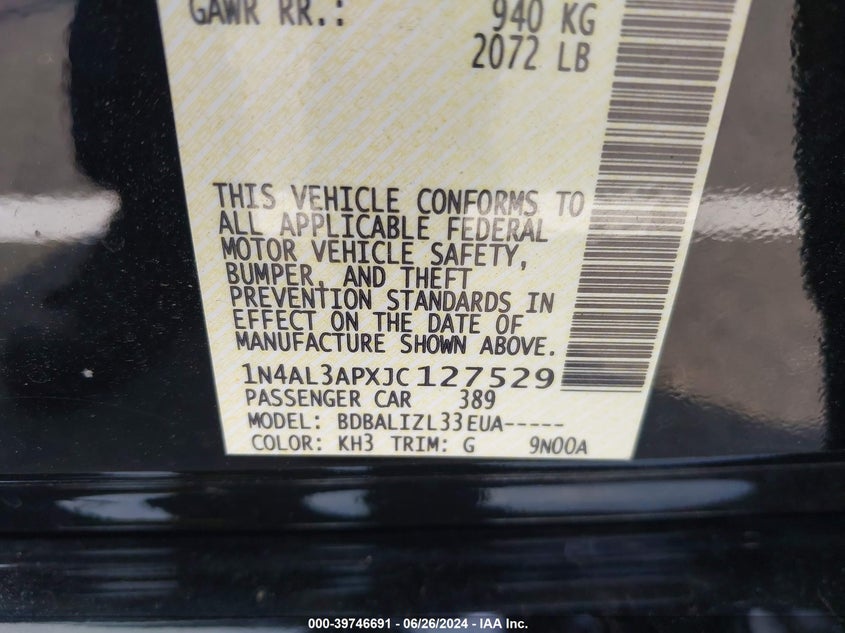 GAWR RR.: 940 KG
2072 LB
THIS VEHICLE CONFORMS TO
ALL APPLICABLE FEDERAL
MOTOR VEHICLE SAFETY,
BUMPER, AND THEFT
PREVENTION STANDARDS IN
EFFECT ON THE DATE OF
MANUFACTURE SHOWN ABOVE.
1N4AL3APXJC127529
PASSENGER CAR 389
MODEL: BDBALIZL33EUA-----
COLOR: KH3 TRIM: G 9N00A
000-39746691 - 06/26/2024 - IAA Inc.